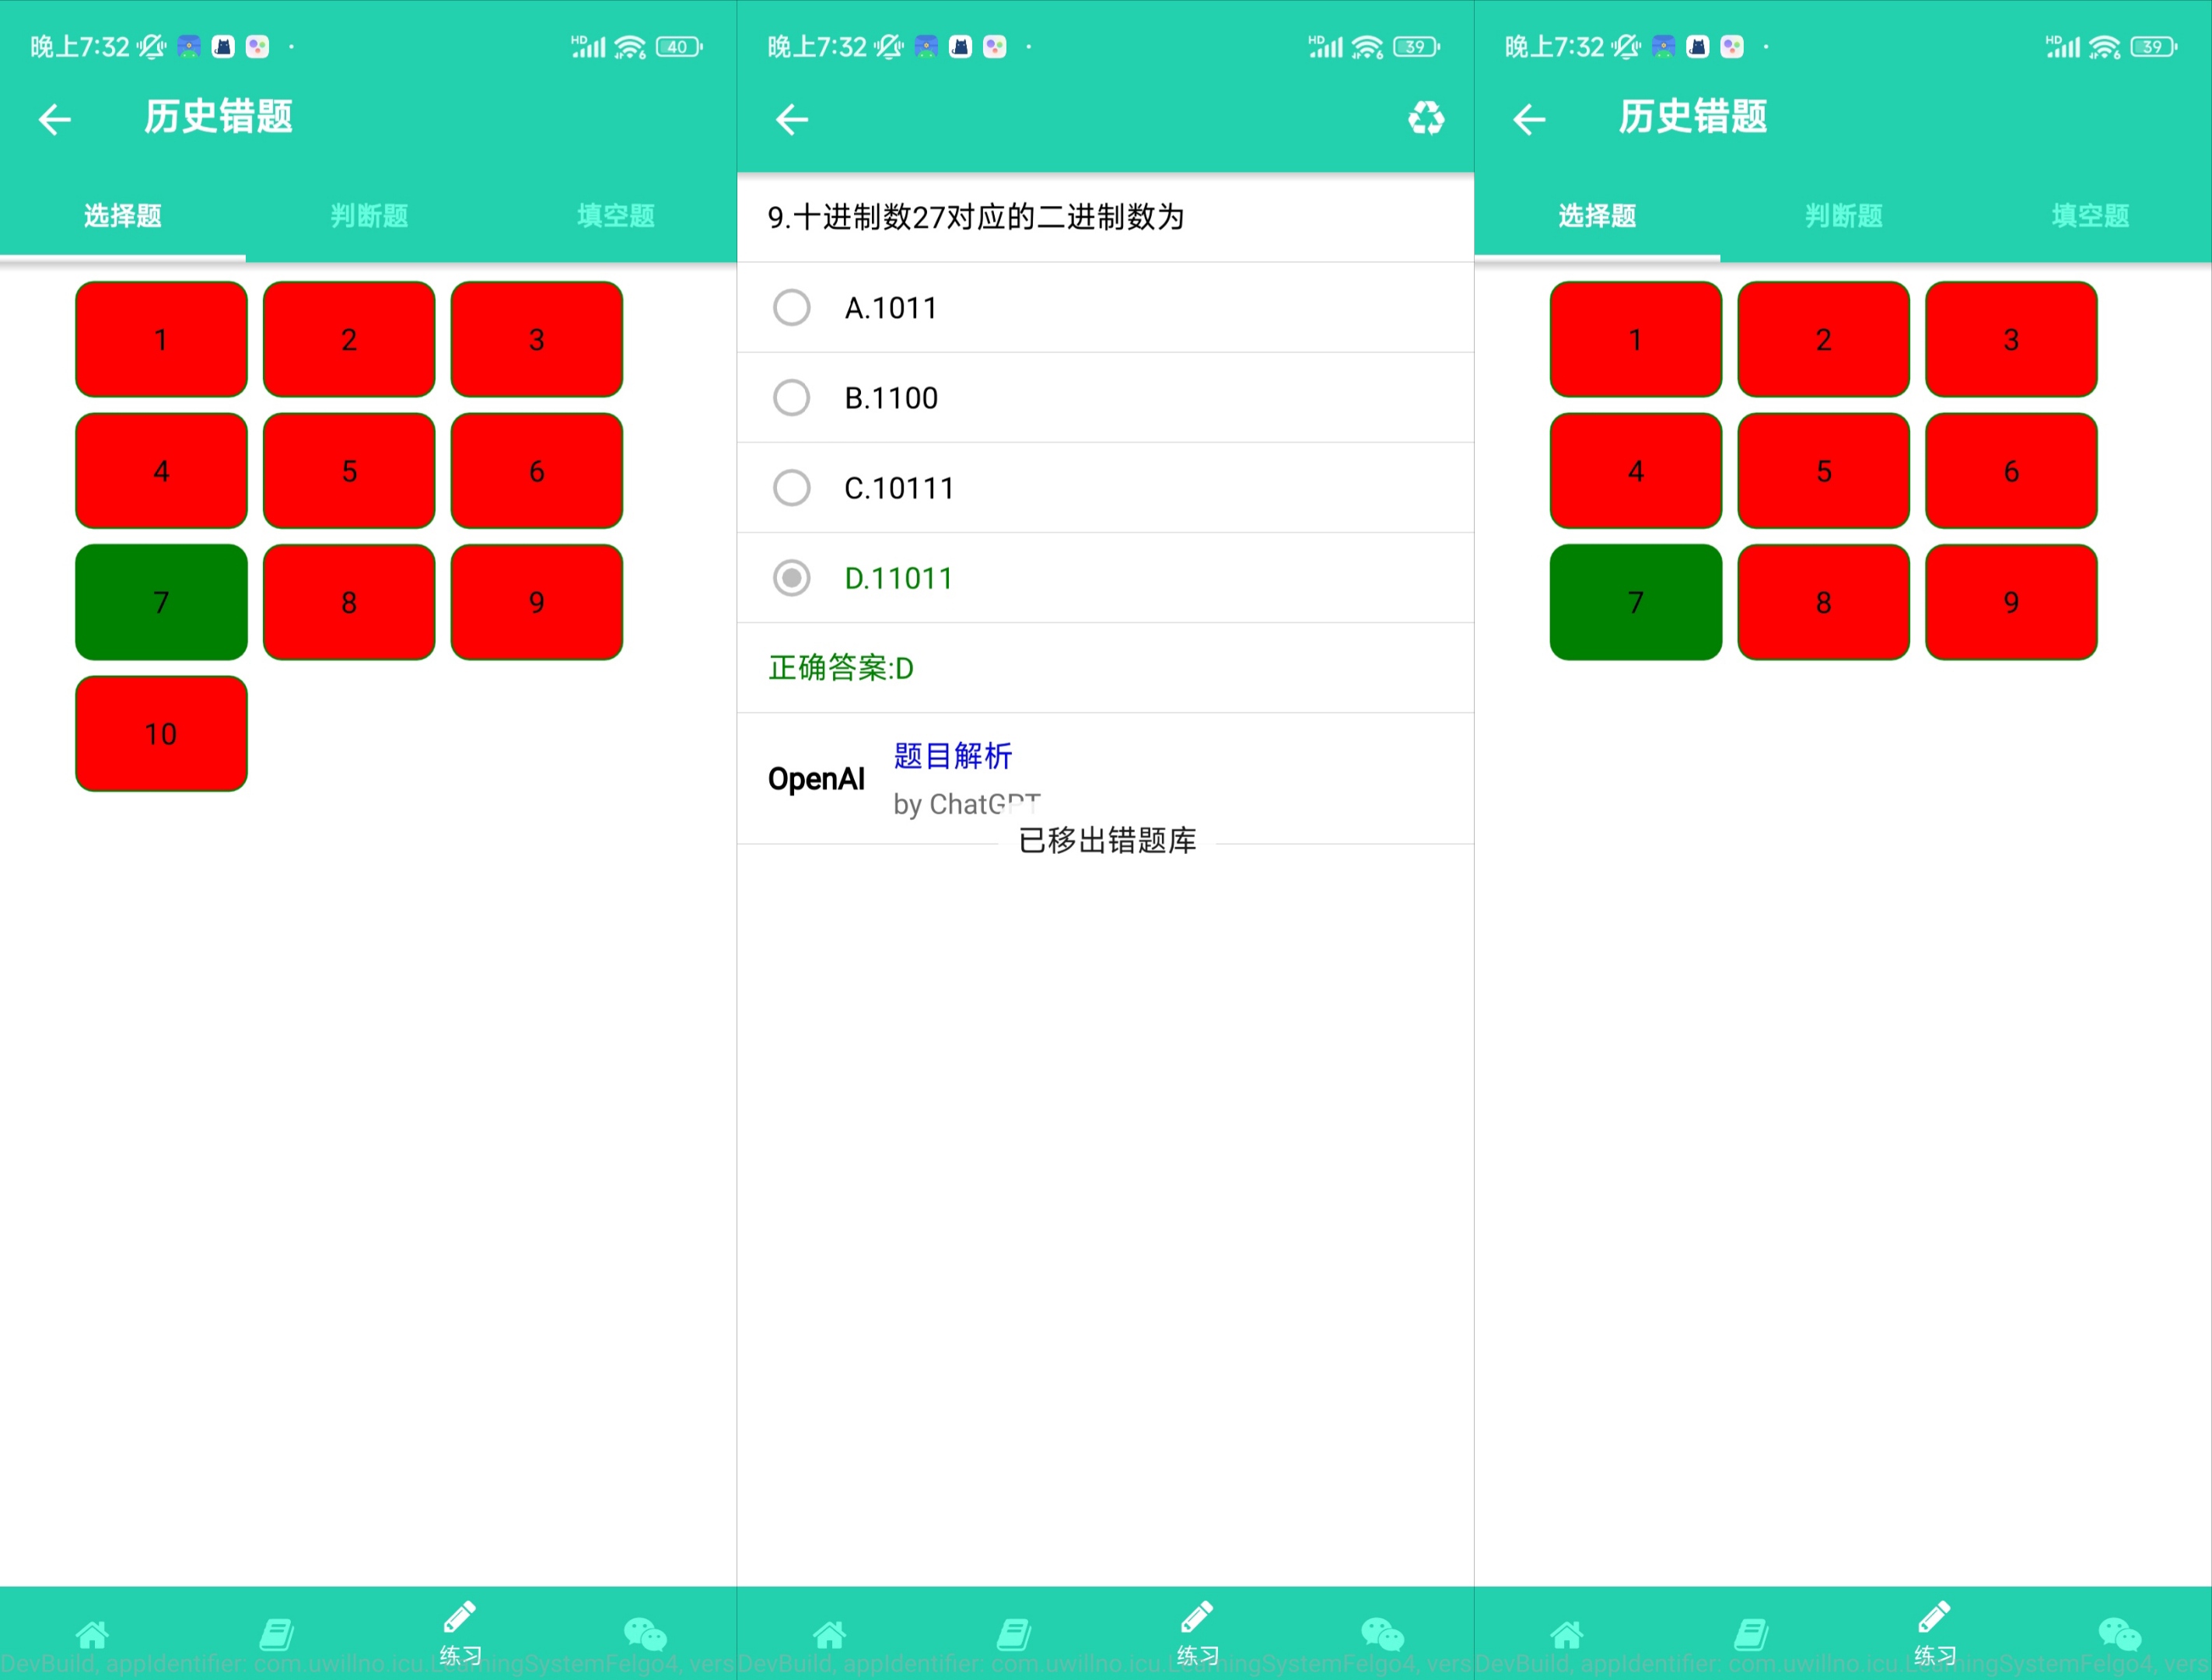 晚上7:32
HD
6
40
历史错题
选择题
判断题
填空题
1
2
3
4
5
6
7
8
9
10
练习
DevBuild, appIdentifier: com.uwillno.icu.LearningSystemFelgo4, vers
晚上7:32
HD
6
39
9.十进制数27对应的二进制数为
A.1011
B.1100
C.10111
D.11011
正确答案:D
OpenAI
题目解析
by ChatGPT
已移出错题库
练习
DevBuild, appIdentifier: com.uwillno.icu.LearningSystemFelgo4, vers
晚上7:32
HD
6
39
历史错题
选择题
判断题
填空题
1
2
3
4
5
6
7
8
9
练习
DevBuild, appIdentifier: com.uwillno.icu.LearningSystemFelgo4, vers